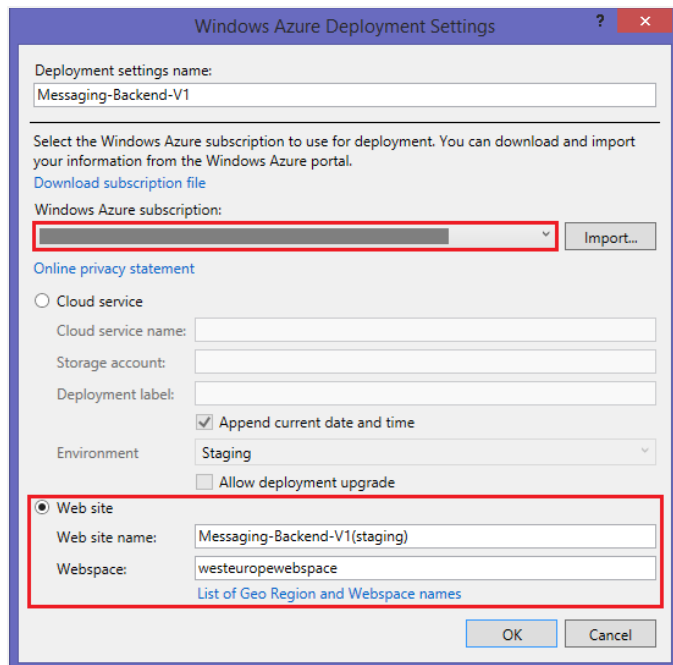 Windows Azure Deployment Settings
?
Deployment settings name:
Messaging-Backend-V1
Select the Windows Azure subscription to use for deployment. You can download and import
your information from the Windows Azure portal.
Download subscription file
Windows Azure subscription:
Import...
Online privacy statement
Cloud service
Cloud service name:
Storage account:
Deployment label:
Append current date and time
Environment
Staging
Allow deployment upgrade
Web site
Web site name:
Messaging-Backend-V1(staging)
Webspace:
westeuropewebspace
List of Geo Region and Webspace names
OK
Cancel